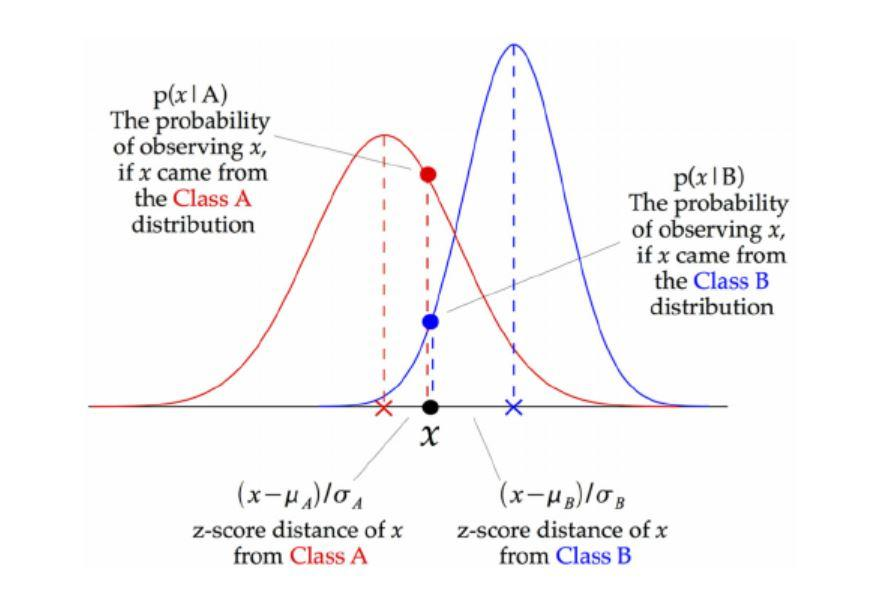 p(x|A)
The probability
of observing x,
if x came from
the Class A
distribution
p(x|B)
The probability
of observing x,
if x came from
the Class B
distribution
x
(x−μ_A)/σ_A
z-score distance of x
from Class A
(x−μ_B)/σ_B
z-score distance of x
from Class B